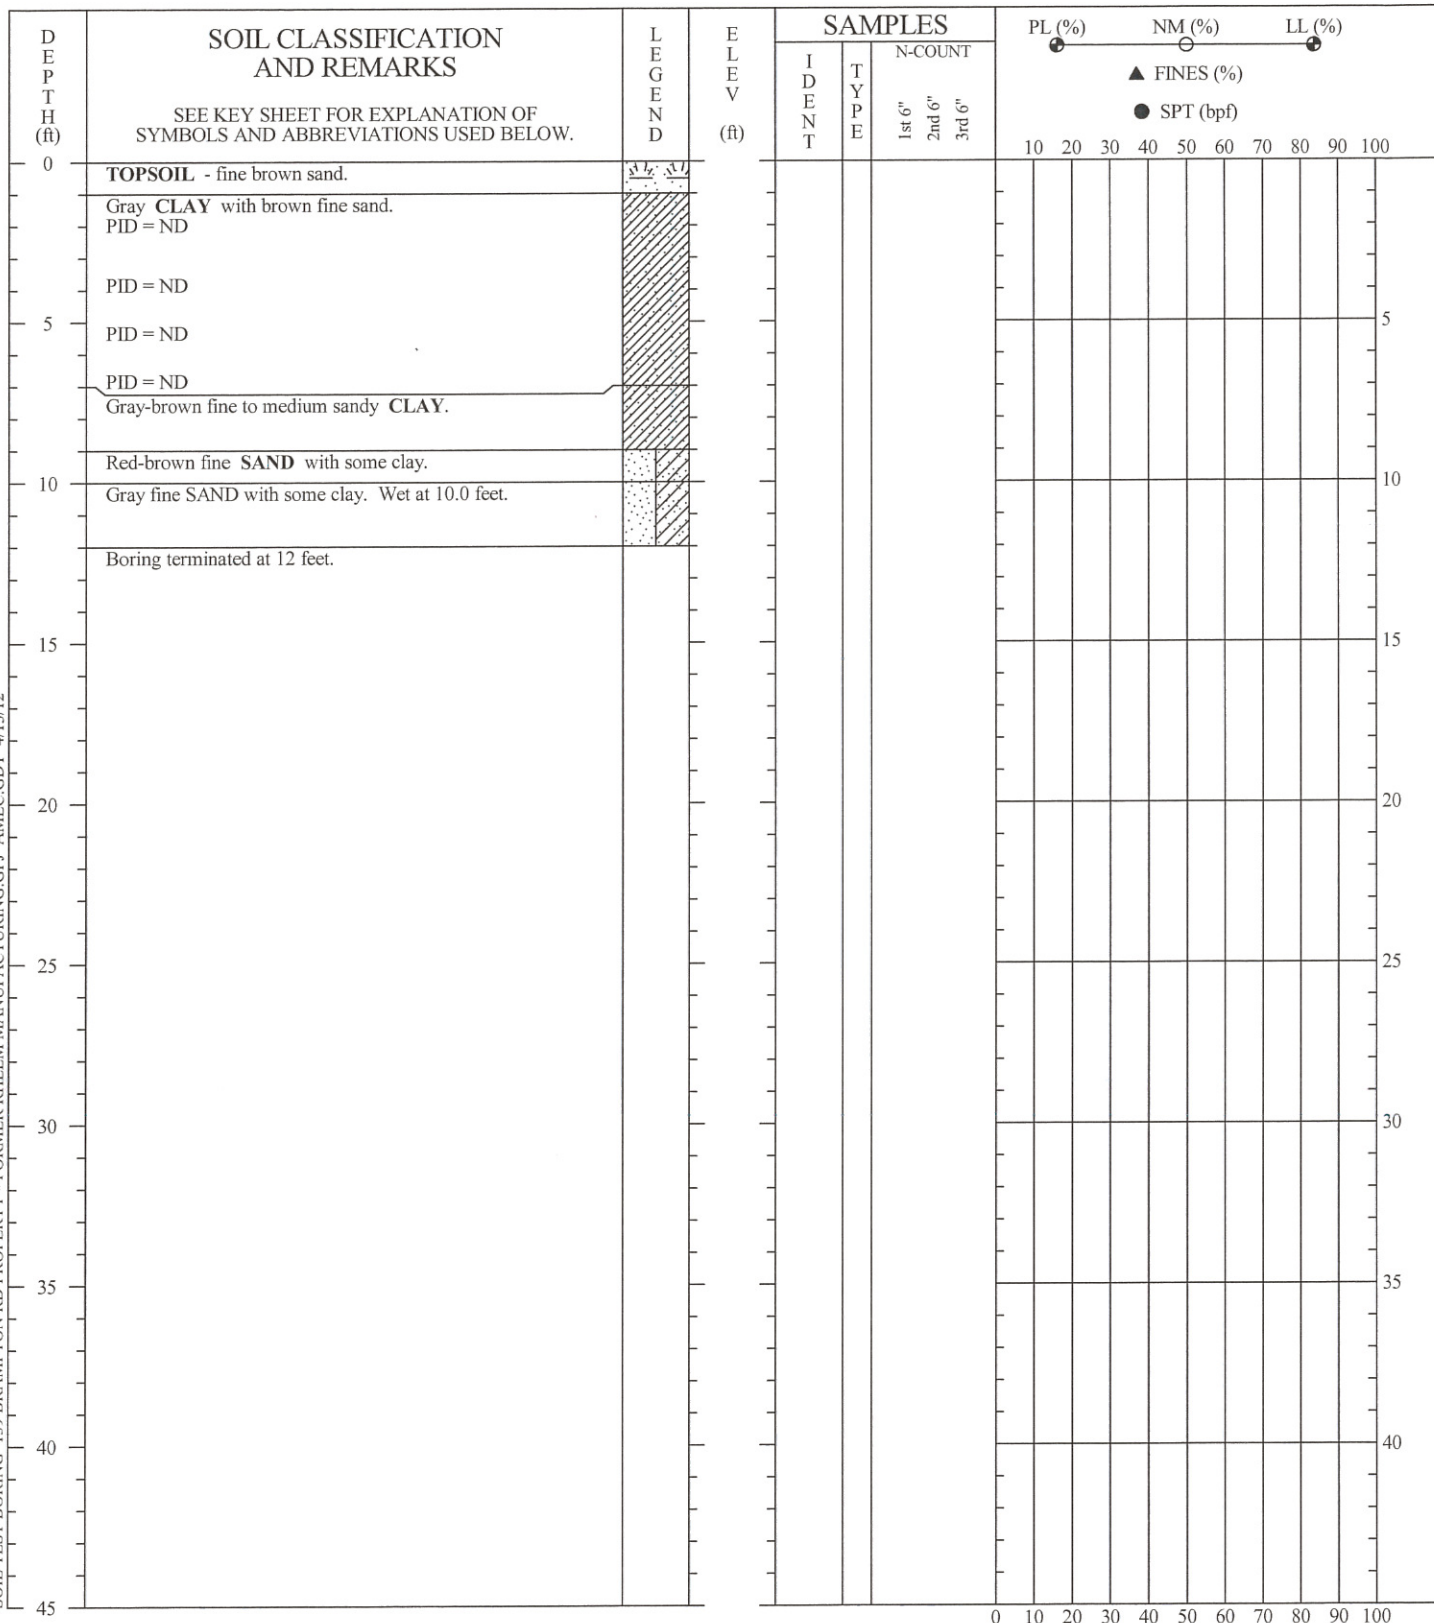 DEPTH
(ft)
SOIL CLASSIFICATION
AND REMARKS
SEE KEY SHEET FOR EXPLANATION OF
SYMBOLS AND ABBREVIATIONS USED BELOW.
LEGEND
ELEV
(ft)
SAMPLES
IDENT
TYPE
N-COUNT
1st 6"
2nd 6"
3rd 6"
PL (%) NM (%) LL (%)
▲ FINES (%)
● SPT (bpf)
10 20 30 40 50 60 70 80 90 100
0
TOPSOIL - fine brown sand.
Gray CLAY with brown fine sand.
PID = ND
PID = ND
5 5
PID = ND
PID = ND
Gray-brown fine to medium sandy CLAY.
Red-brown fine SAND with some clay.
10 10
Gray fine SAND with some clay. Wet at 10.0 feet.
Boring terminated at 12 feet.
15 15
20 20
25 25
30 30
35 35
40 40
45
0 10 20 30 40 50 60 70 80 90 100